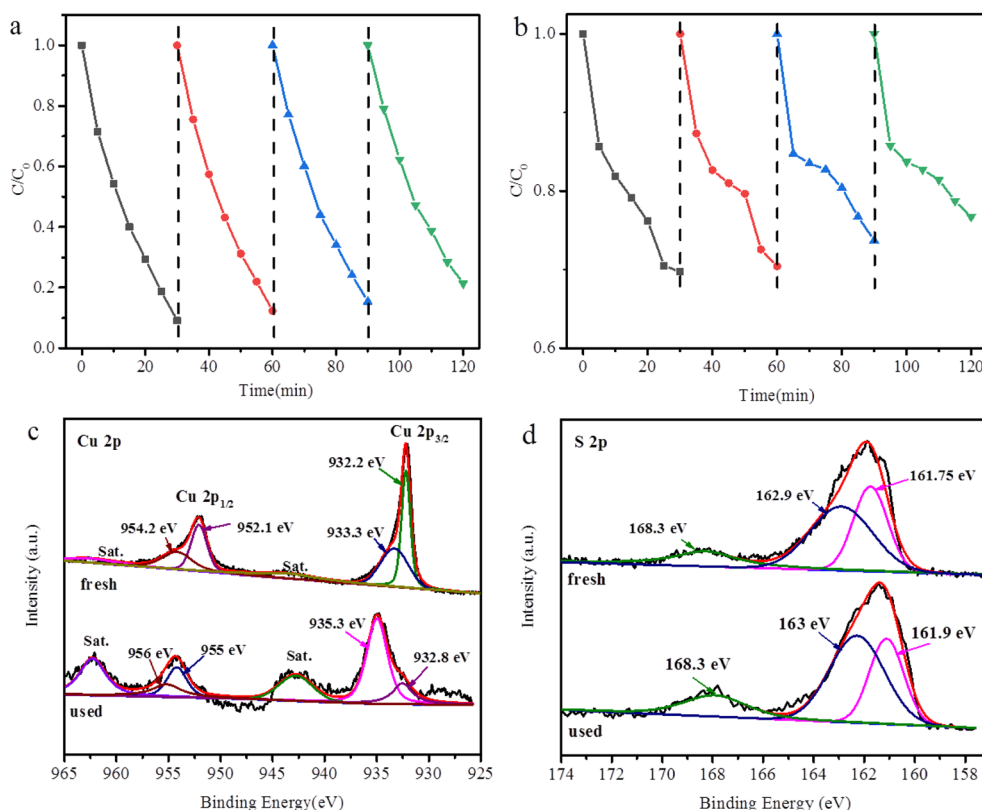 a
1.0
0.8
0.6
0.4
0.2
0.0
C/C0
0 20 40 60 80 100 120
Time(min)
b
1.0
0.8
0.6
C/C0
0 20 40 60 80 100 120
Time(min)
c
Cu 2p
Cu 2p3/2
932.2 eV
Cu 2p1/2
954.2 eV
952.1 eV
933.3 eV
Sat.
Sat.
fresh
935.3 eV
Sat.
956 eV
955 eV
Sat.
932.8 eV
used
Intensity (a.u.)
965 960 955 950 945 940 935 930 925
Binding Energy(eV)
d
S 2p
161.75 eV
162.9 eV
168.3 eV
fresh
163 eV
161.9 eV
168.3 eV
used
Intensity (a.u.)
174 172 170 168 166 164 162 160 158
Binding Energy (eV)